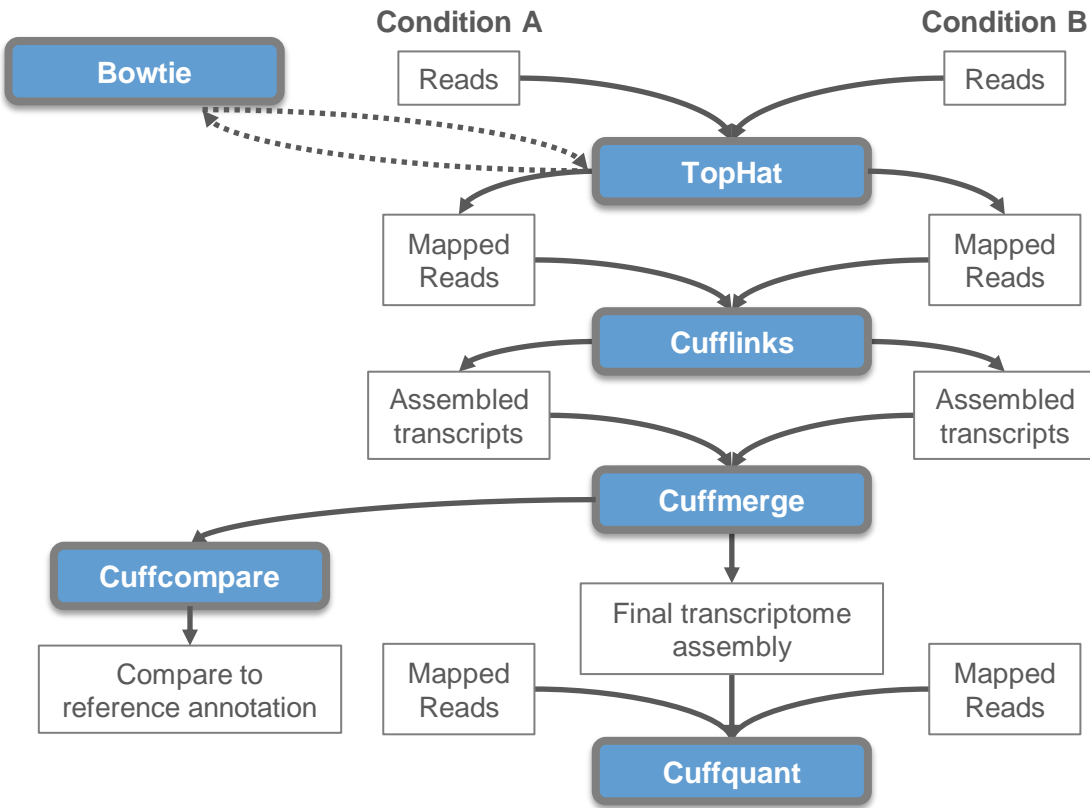 Condition A
Condition B
Bowtie
Reads
Reads
TopHat
Mapped
Reads
Mapped
Reads
Cufflinks
Assembled
transcripts
Assembled
transcripts
Cuffmerge
Cuffcompare
Final transcriptome
assembly
Compare to
reference annotation
Mapped
Reads
Mapped
Reads
Cuffquant